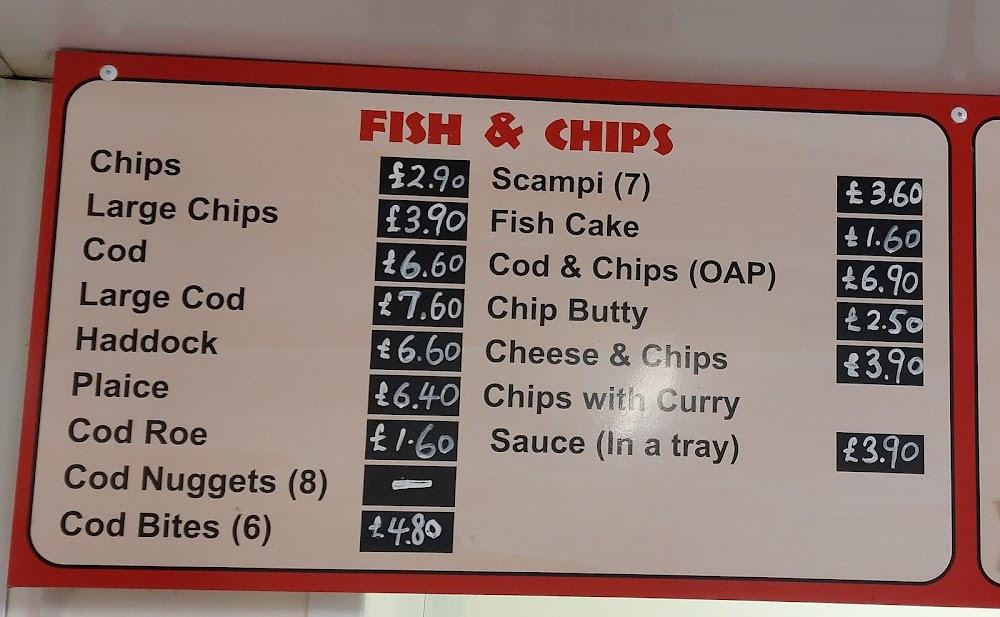 FISH & CHIPS
Chips £2.90
Large Chips £3.90
Cod £6.60
Large Cod £7.60
Haddock £6.60
Plaice £6.40
Cod Roe £1.60
Cod Nuggets (8) —
Cod Bites (6) £4.80
Scampi (7) £3.60
Fish Cake £1.60
Cod & Chips (OAP) £6.90
Chip Butty £2.50
Cheese & Chips £3.90
Chips with Curry
Sauce (In a tray) £3.90